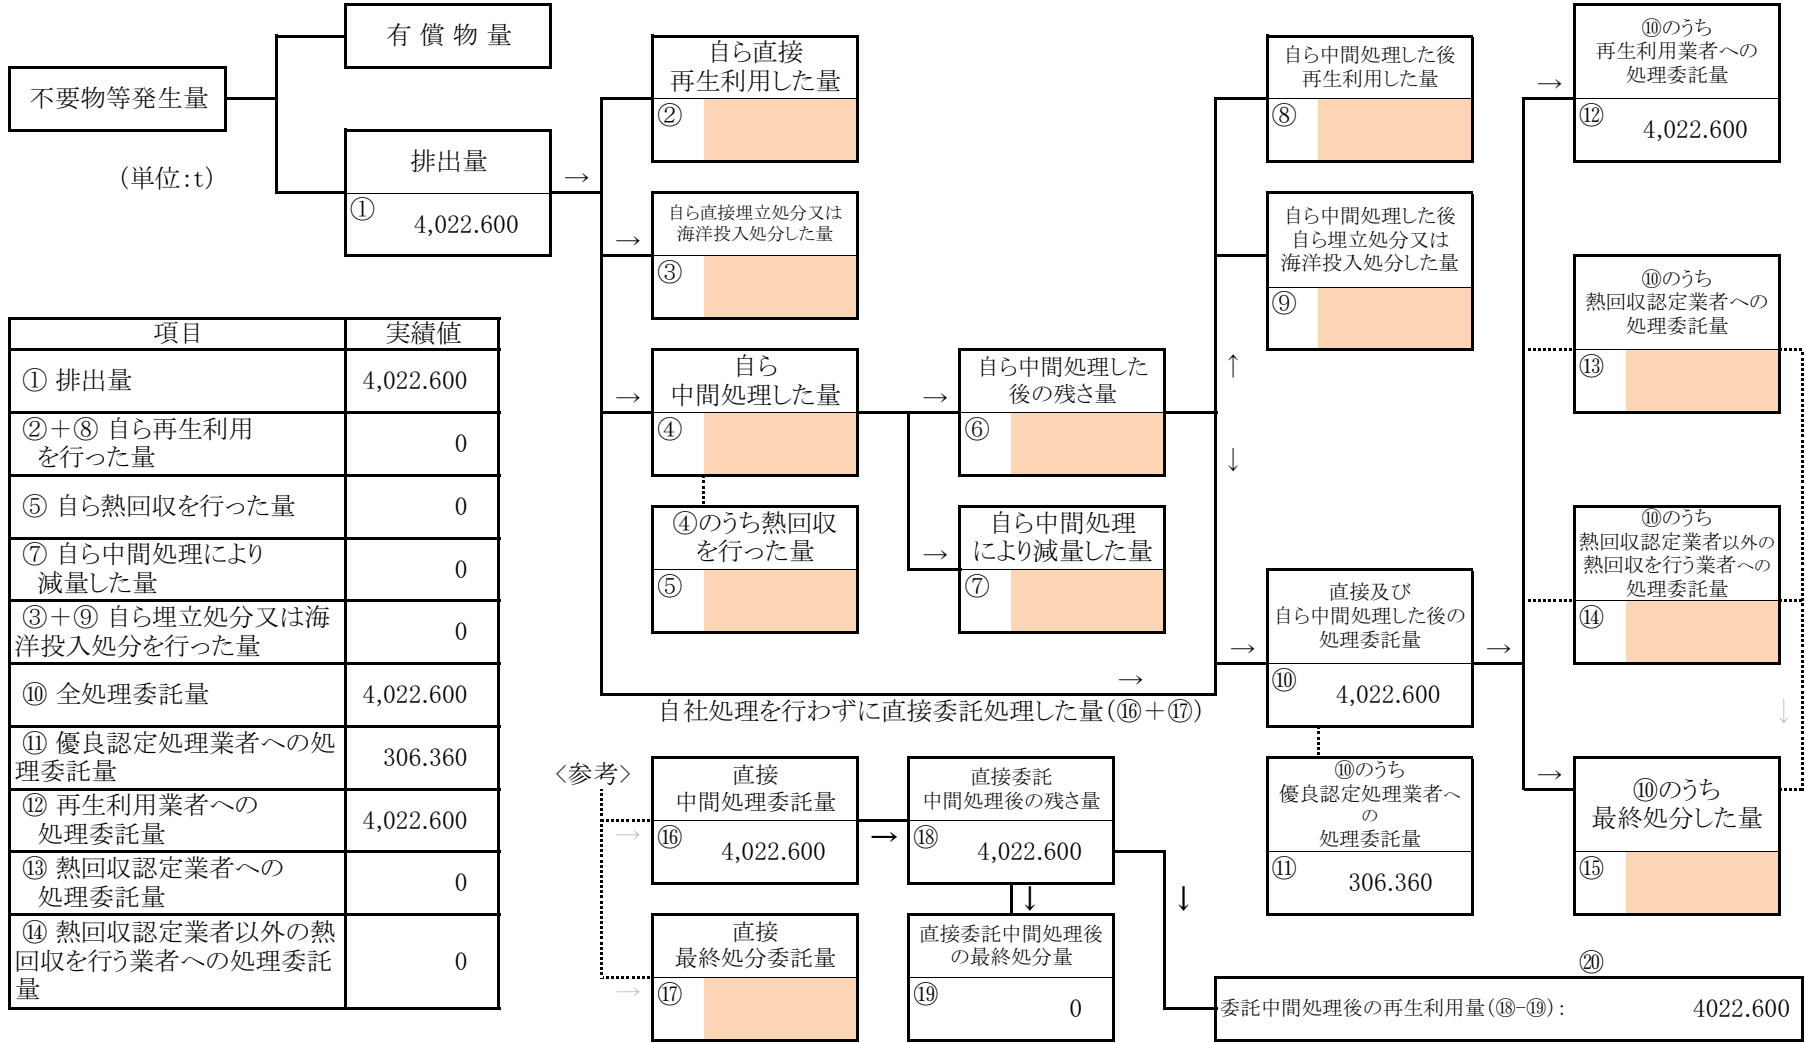 有 償 物 量
不要物等発生量
(単位:t)
排出量
①
4,022.600
→
自ら直接
再生利用した量
②
→
自ら直接埋立処分又は
海洋投入処分した量
③
→
自ら
中間処理した量
④
④のうち熱回収
を行った量
⑤
→
自ら中間処理した
後の残さ量
⑥
→
自ら中間処理
により減量した量
⑦
自ら中間処理した後
再生利用した量
⑧
自ら中間処理した後
自ら埋立処分又は
海洋投入処分した量
⑨
↑
↓
→
自社処理を行わずに直接委託処理した量(⑯+⑰)
→
直接及び
自ら中間処理した後の
処理委託量
⑩
4,022.600
→
⑩のうち
優良認定処理業者へ
の
処理委託量
⑪
306.360
→
⑩のうち
再生利用業者への
処理委託量
⑫
4,022.600
⑩のうち
熱回収認定業者への
処理委託量
⑬
⑩のうち
熱回収認定業者以外の
熱回収を行う業者への
処理委託量
⑭
↓
→
⑩のうち
最終処分した量
⑮
項目 実績値
① 排出量 4,022.600
②+⑧ 自ら再生利用
を行った量 0
⑤ 自ら熱回収を行った量 0
⑦ 自ら中間処理により
減量した量 0
③+⑨ 自ら埋立処分又は海
洋投入処分を行った量 0
⑩ 全処理委託量 4,022.600
⑪ 優良認定処理業者への処
理委託量 306.360
⑫ 再生利用業者への
処理委託量 4,022.600
⑬ 熱回収認定業者への
処理委託量 0
⑭ 熱回収認定業者以外の熱
回収を行う業者への処理委託
量 0
<参考>
→
直接
中間処理委託量
⑯
4,022.600
→
直接委託
中間処理後の残さ量
⑱
4,022.600
→
直接
最終処分委託量
⑰
↓
直接委託中間処理後
の最終処分量
⑲
0
↓
⑳
委託中間処理後の再生利用量(⑱-⑲): 4022.600